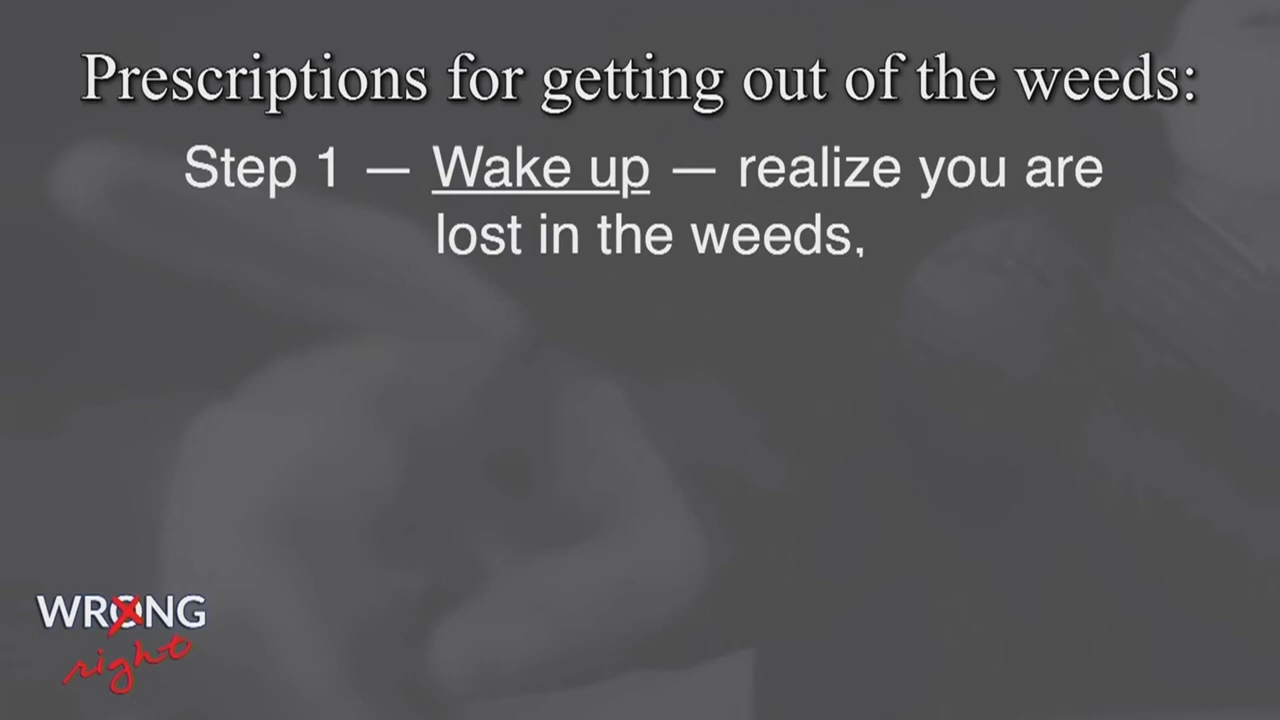 Prescriptions for getting out of the weeds:
Step 1 — Wake up — realize you are
lost in the weeds,
WRONG
right